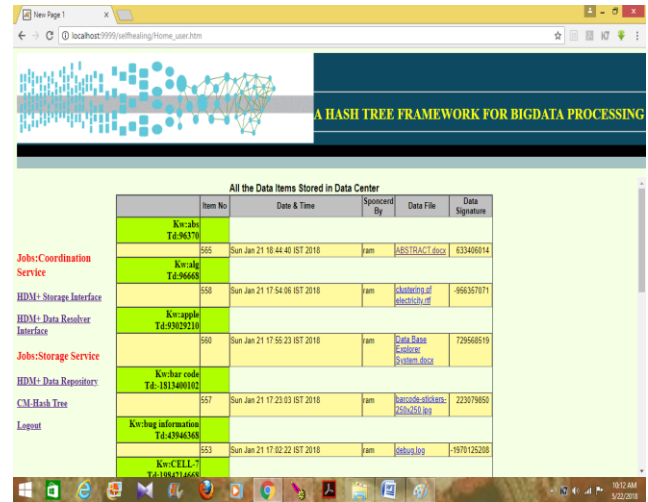 New Page 1
localhost:9999/selfhealing/Home_user.htm
A HASH TREE FRAMEWORK FOR BIGDATA PROCESSING
All the Data Items Stored in Data Center
Item No Date & Time Sponcerd By Data File Data Signature
Kw:abs
Td:96370
565 Sun Jan 21 18:44:40 IST 2018 ram ABSTRACT.docx 633406014
Kw:alg
Td:96668
558 Sun Jan 21 17:54:06 IST 2018 ram clustering of electricity.rtf -956357071
Kw:apple
Td:93029210
560 Sun Jan 21 17:55:23 IST 2018 ram Data Base Explorer System.docx 729568519
Kw:bar code
Td:-1813400102
557 Sun Jan 21 17:23:03 IST 2018 ram barcode-stickers-250x250.jpg 223079850
Kw:bug information
Td:43946368
553 Sun Jan 21 17:02:22 IST 2018 ram debug.log -1970125208
Kw:CELL-7
Td:1984214668
Jobs:Coordination
Service
HDM+ Storage Interface
HDM+ Data Resolver
Interface
Jobs:Storage Service
HDM+ Data Repository
CM-Hash Tree
Logout
10:12 AM
5/22/2018